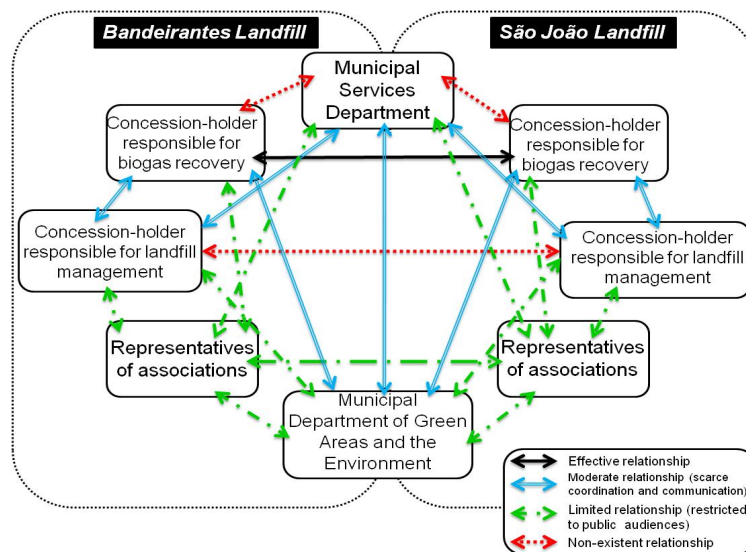 Bandeirantes Landfill
São João Landfill
Municipal
Services
Department
Concession-holder
responsible for
biogas recovery
Concession-holder
responsible for
biogas recovery
Concession-holder
responsible for landfill
management
Concession-holder
responsible for landfill
management
Representatives
of associations
Representatives
of associations
Municipal
Department of Green
Areas and the
Environment
Effective relationship
Moderate relationship (scarce
coordination and communication)
Limited relationship (restricted
to public audiences)
Non-existent relationship